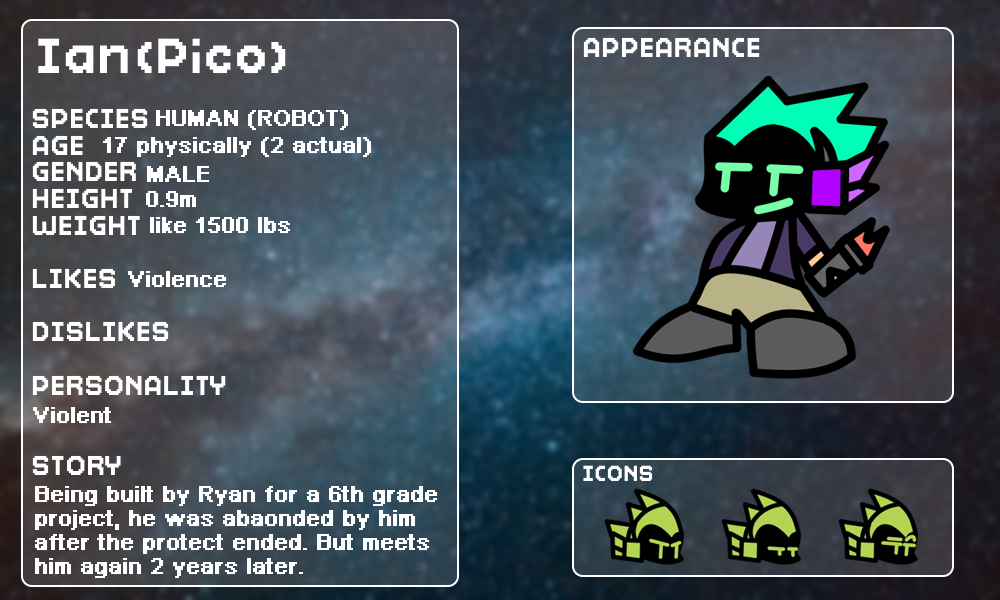 Ian(Pico)
SPECIES HUMAN (ROBOT)
AGE 17 physically (2 actual)
GENDER MALE
HEIGHT 0.9m
WEIGHT like 1500 lbs
LIKES Violence
DISLIKES
PERSONALITY
Violent
STORY
Being built by Ryan for a 6th grade
project, he was abaonded by him
after the protect ended. But meets
him again 2 years later.
APPEARANCE
ICONS